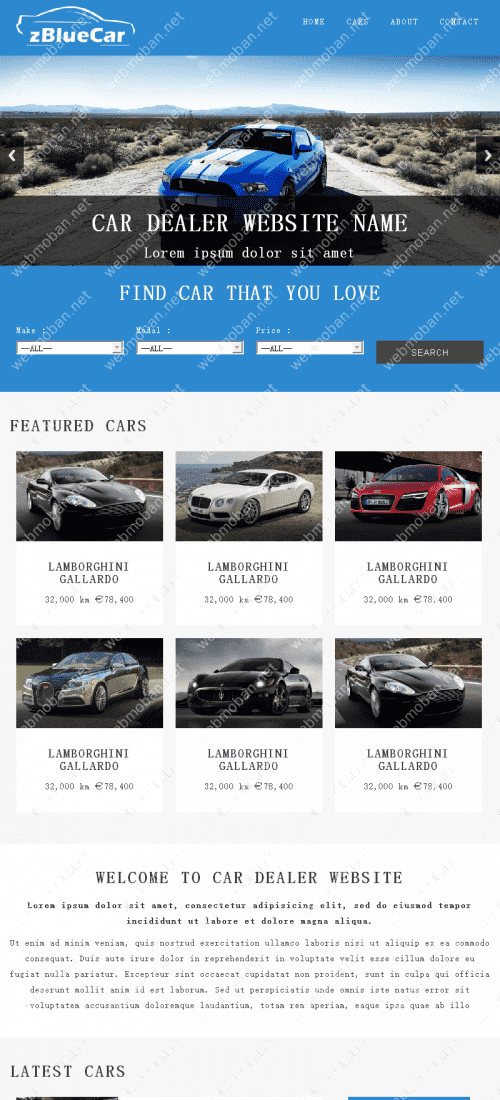 zBlueCar
HOME CARS ABOUT CONTACT
CAR DEALER WEBSITE NAME
Lorem ipsum dolor sit amet
FIND CAR THAT YOU LOVE
Make : Modal : Price :
--ALL-- --ALL-- --ALL-- SEARCH
FEATURED CARS
LAMBORGHINI GALLARDO
32,000 km €78,400
LAMBORGHINI GALLARDO
32,000 km €78,400
LAMBORGHINI GALLARDO
32,000 km €78,400
LAMBORGHINI GALLARDO
32,000 km €78,400
LAMBORGHINI GALLARDO
32,000 km €78,400
LAMBORGHINI GALLARDO
32,000 km €78,400
WELCOME TO CAR DEALER WEBSITE
Lorem ipsum dolor sit amet, consectetur adipisicing elit, sed do eiusmod tempor
incididunt ut labore et dolore magna aliqua.
Ut enim ad minim veniam, quis nostrud exercitation ullamco laboris nisi ut aliquip ex ea commodo
consequat. Duis aute irure dolor in reprehenderit in voluptate velit esse cillum dolore eu
fugiat nulla pariatur. Excepteur sint occaecat cupidatat non proident, sunt in culpa qui officia
deserunt mollit anim id est laborum. Sed ut perspiciatis unde omnis iste natus error sit
voluptatem accusantium doloremque laudantium, totam rem aperiam, eaque ipsa quae ab illo
LATEST CARS
webmoban.net